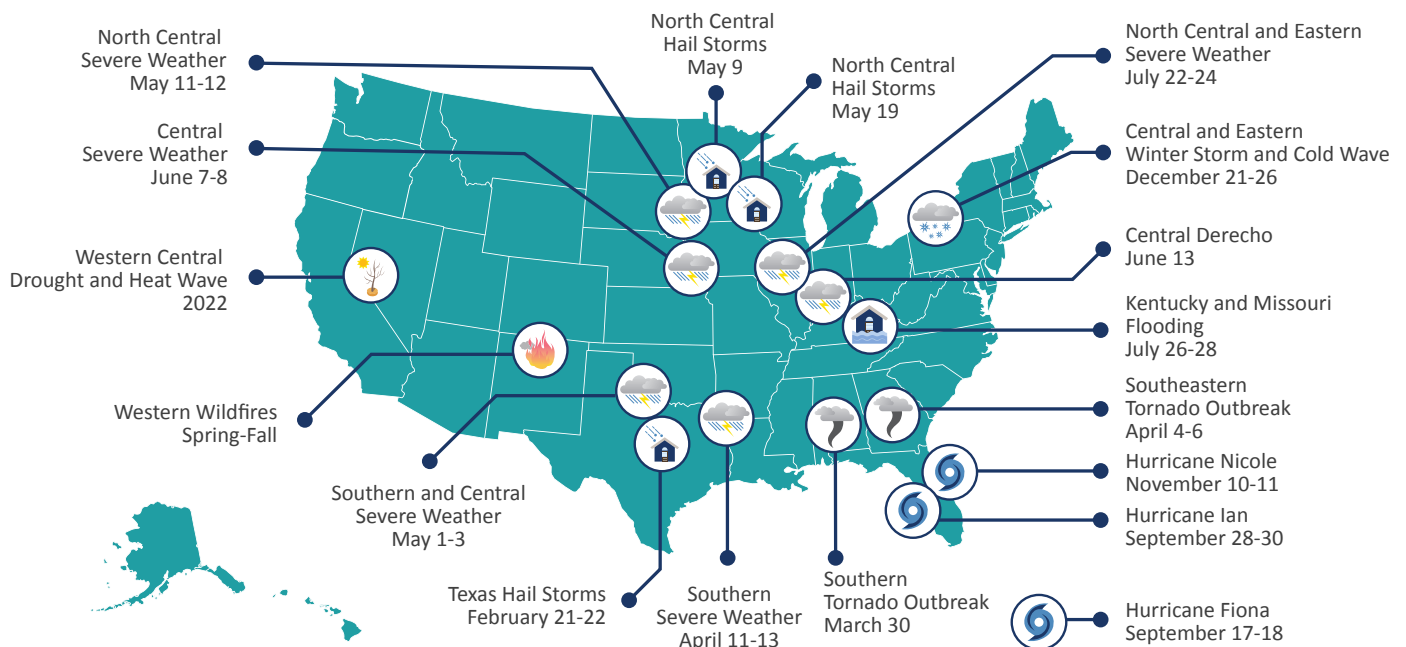 North Central
Severe Weather
May 11-12
Central
Severe Weather
June 7-8
Western Central
Drought and Heat Wave
2022
Western Wildfires
Spring-Fall
Southern and Central
Severe Weather
May 1-3
Texas Hail Storms
February 21-22
Southern
Severe Weather
April 11-13
Southern
Tornado Outbreak
March 30
North Central
Hail Storms
May 9
North Central
Hail Storms
May 19
North Central and Eastern
Severe Weather
July 22-24
Central and Eastern
Winter Storm and Cold Wave
December 21-26
Central Derecho
June 13
Kentucky and Missouri
Flooding
July 26-28
Southeastern
Tornado Outbreak
April 4-6
Hurricane Nicole
November 10-11
Hurricane Ian
September 28-30
Hurricane Fiona
September 17-18